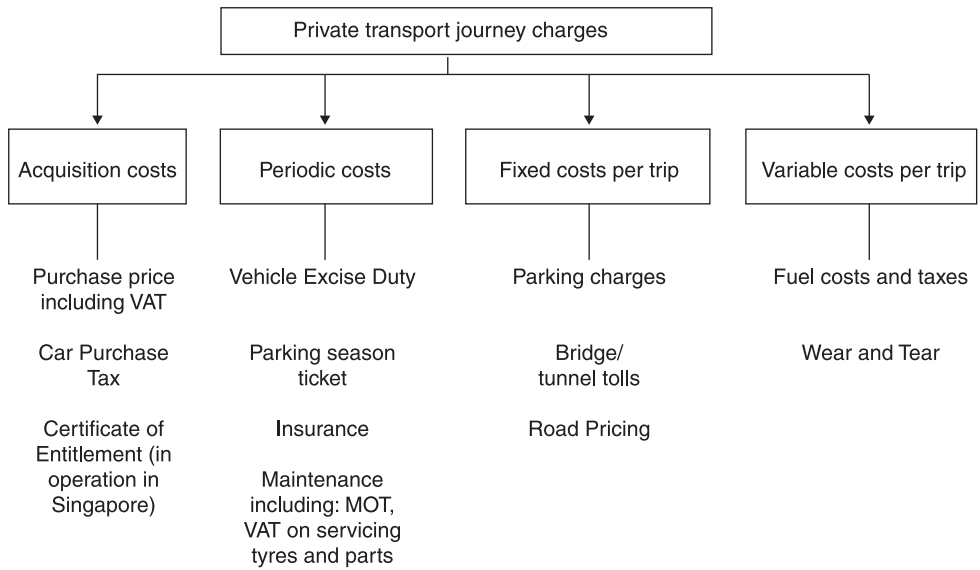 Private transport journey charges
Acquisition costs
Periodic costs
Fixed costs per trip
Variable costs per trip
Purchase price
including VAT
Car Purchase
Tax
Certificate of
Entitlement (in
operation in
Singapore)
Vehicle Excise Duty
Parking season
ticket
Insurance
Maintenance
including: MOT,
VAT on servicing
tyres and parts
Parking charges
Bridge/
tunnel tolls
Road Pricing
Fuel costs and taxes
Wear and Tear